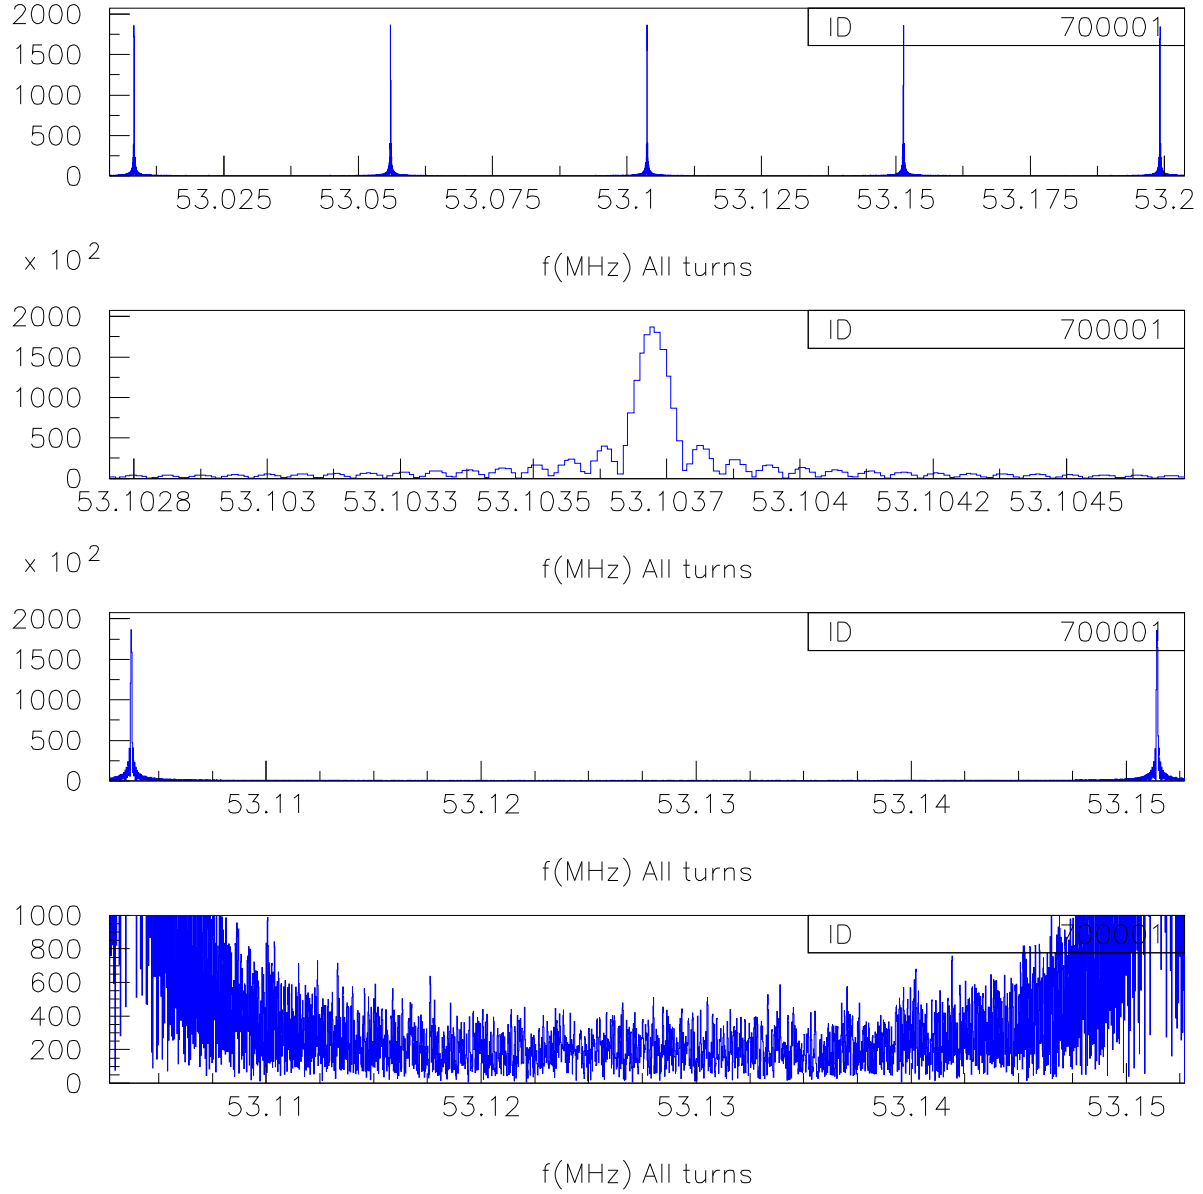 2000
ID 700001
1500
1000
500
0
53.025 53.05 53.075 53.1 53.125 53.15 53.175 53.2
x 10 2
f(MHz) All turns
2000
ID 700001
1500
1000
500
0
53.1028 53.103 53.1033 53.1035 53.1037 53.104 53.1042 53.1045
x 10 2
f(MHz) All turns
2000
ID 700001
1500
1000
500
0
53.11 53.12 53.13 53.14 53.15
f(MHz) All turns
1000
ID 700001
800
600
400
200
0
53.11 53.12 53.13 53.14 53.15
f(MHz) All turns